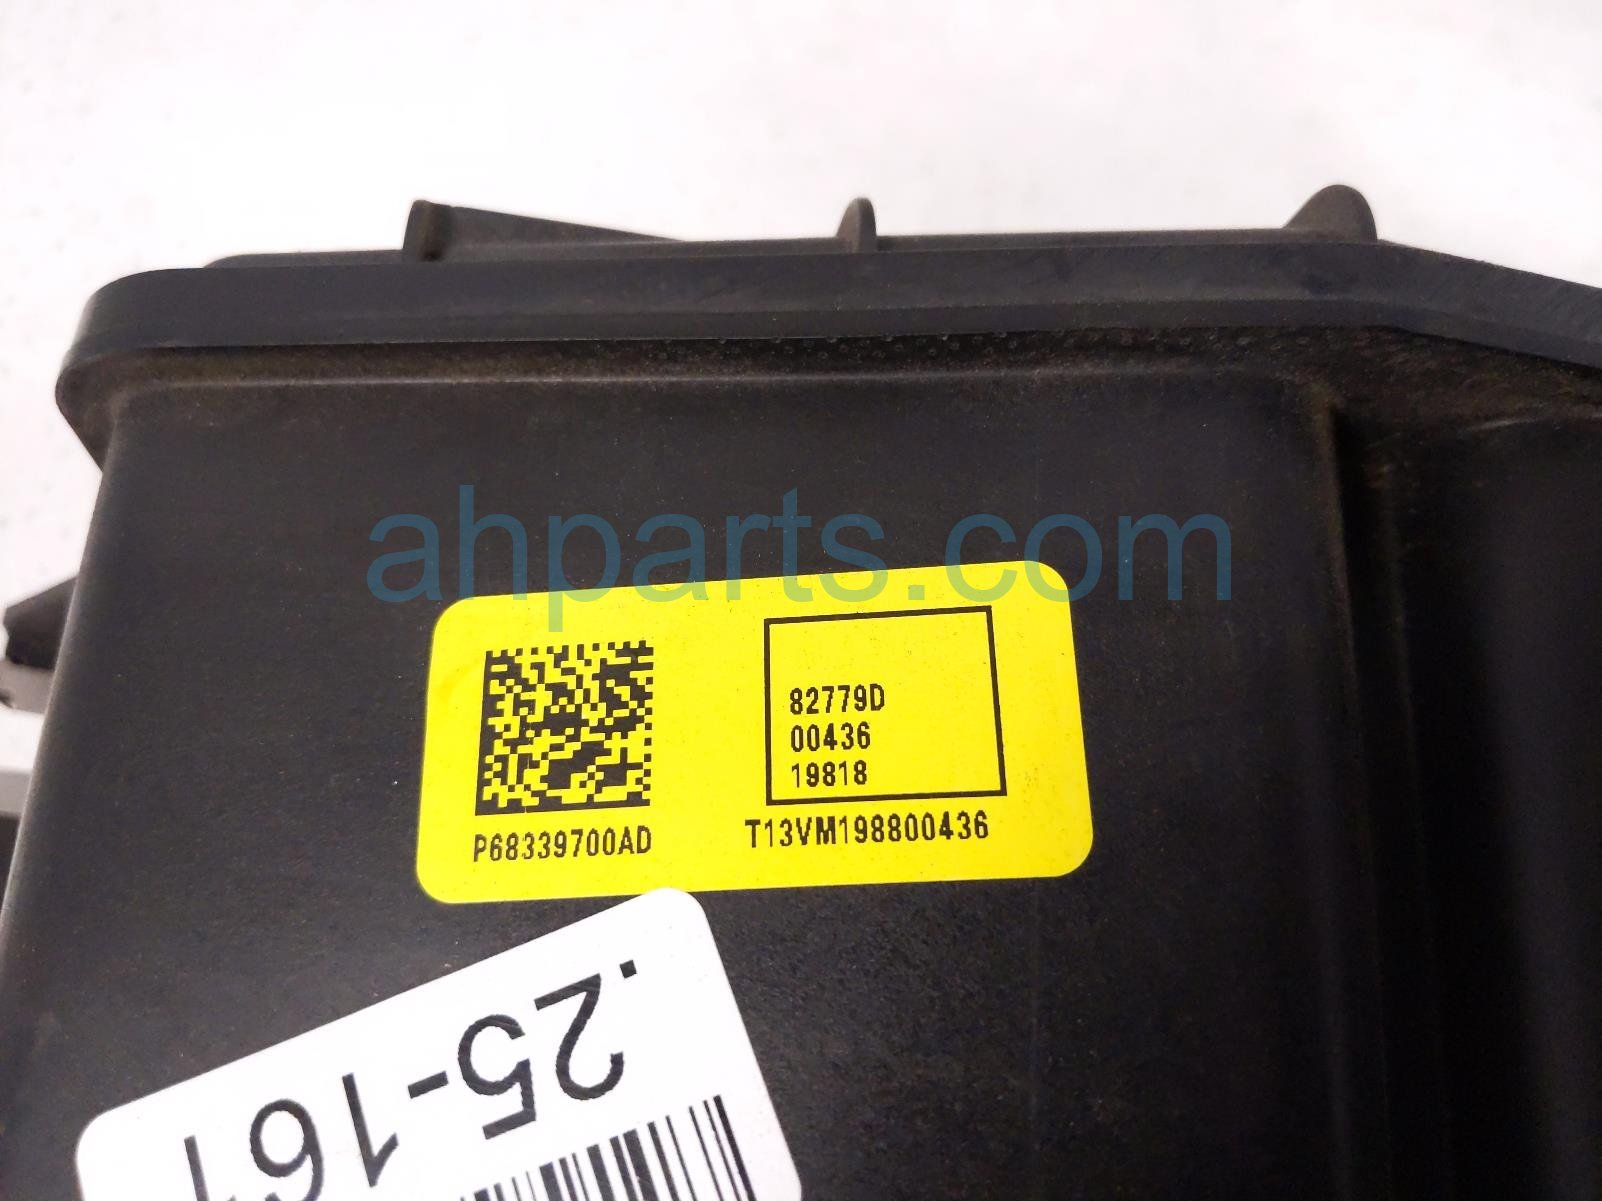 ahparts.com
82779D
00436
19818
P68339700AD
T13VM198800436
.25-161